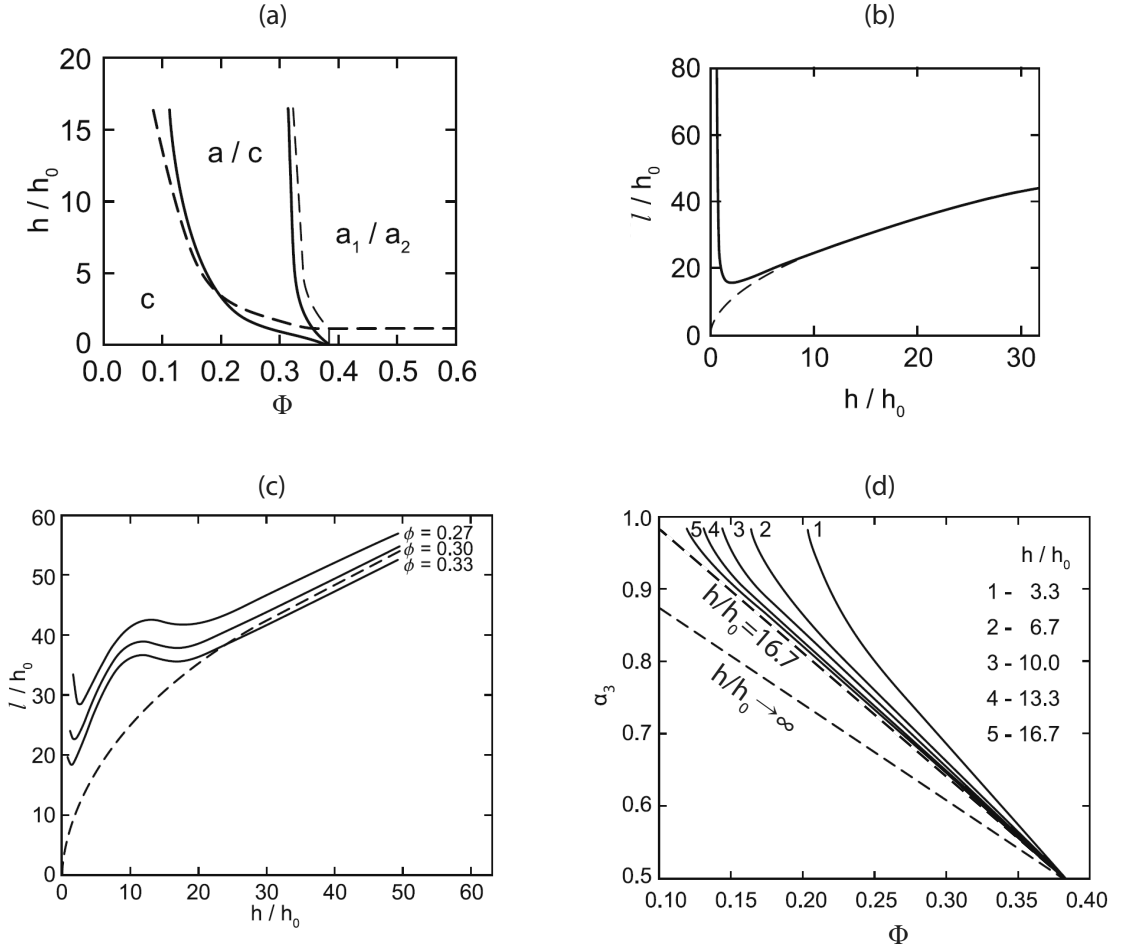 (a)
20
15
10
5
0
h / h₀
a / c
a₁ / a₂
c
0.0 0.1 0.2 0.3 0.4 0.5 0.6
Φ
(b)
80
60
40
20
0
l / h₀
0 10 20 30
h / h₀
(c)
60
50
40
30
20
10
0
l / h₀
ϕ = 0.27
ϕ = 0.30
ϕ = 0.33
0 10 20 30 40 50 60
h / h₀
(d)
1.0
0.9
0.8
0.7
0.6
0.5
α₃
5 4 3 2 1
h/h₀=16.7
h/h₀→∞
h / h₀
1 - 3.3
2 - 6.7
3 - 10.0
4 - 13.3
5 - 16.7
0.10 0.15 0.20 0.25 0.30 0.35 0.40
Φ